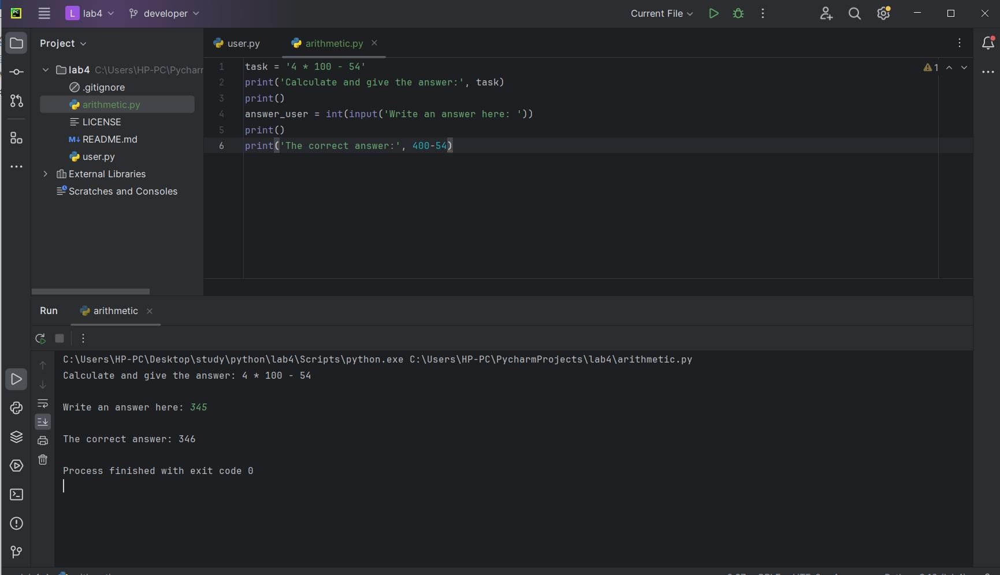 L lab4 developer Current File
Project
user.py arithmetic.py
lab4 C:\Users\HP-PC\Pycharr
.gitignore
arithmetic.py
LICENSE
M↓ README.md
user.py
External Libraries
Scratches and Consoles
1 task = '4 * 100 - 54'
2 print('Calculate and give the answer:', task)
3 print()
4 answer_user = int(input('Write an answer here: '))
5 print()
6 print('The correct answer:', 400-54)
1
Run arithmetic
C:\Users\HP-PC\Desktop\study\python\lab4\Scripts\python.exe C:\Users\HP-PC\PycharmProjects\lab4\arithmetic.py
Calculate and give the answer: 4 * 100 - 54
Write an answer here: 345
The correct answer: 346
Process finished with exit code 0